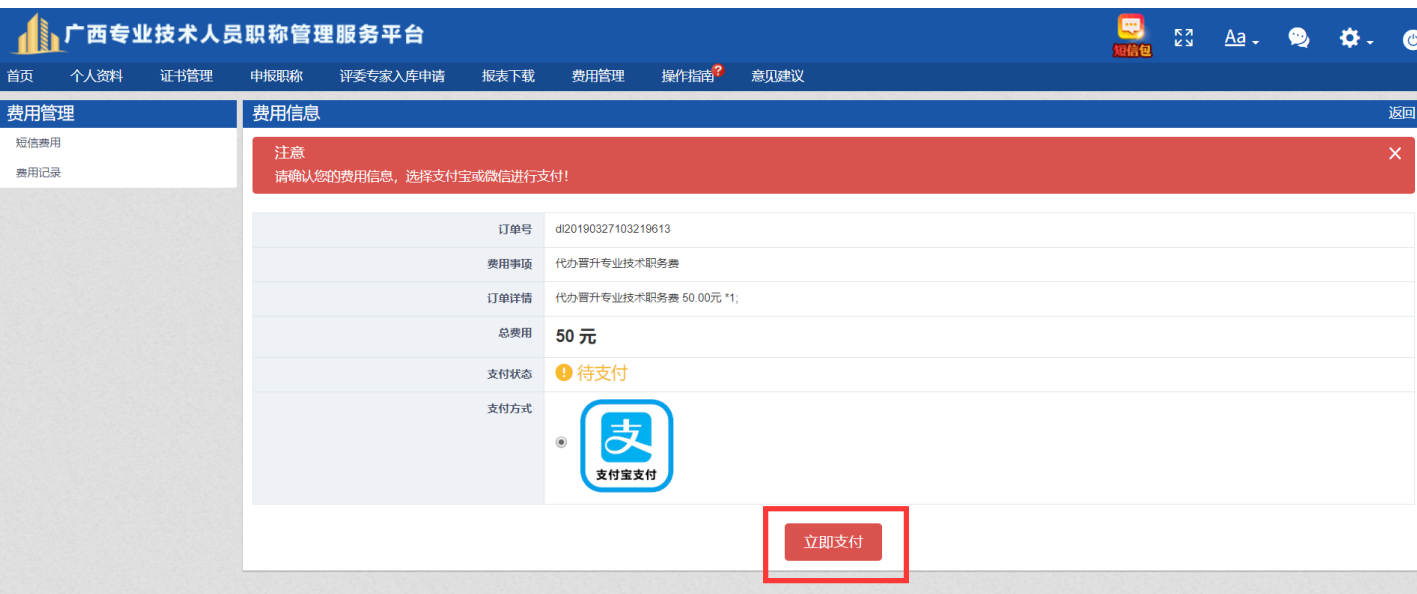 广西专业技术人员职称管理服务平台
短信包
Aa
首页 个人资料 证书管理 申报职称 评委专家入库申请 报表下载 费用管理 操作指南? 意见建议
费用管理
短信费用
费用记录
费用信息 返回
注意
请确认您的费用信息，选择支付宝或微信进行支付！
订单号 dl20190327103219613
费用事项 代办晋升专业技术职务费
订单详情 代办晋升专业技术职务费 50.00元 *1;
总费用 50 元
支付状态 待支付
支付方式
支
支付宝支付
立即支付